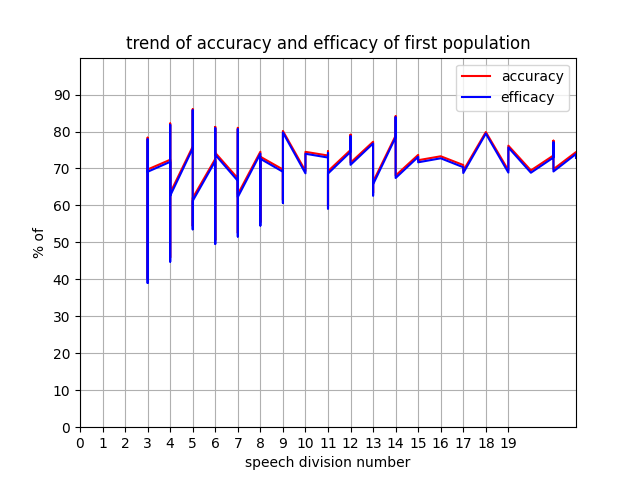 trend of accuracy and efficacy of first population
accuracy
efficacy
% of
90
80
70
60
50
40
30
20
10
0
0 1 2 3 4 5 6 7 8 9 10 11 12 13 14 15 16 17 18 19
speech division number